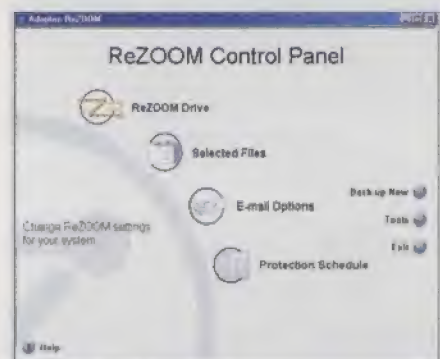 Adaptec ReZOOM
ReZOOM Control Panel
ReZOOM Drive
Selected Files
E-mail Options
Protection Schedule
Change ReZOOM settings
for your system
Back up Now
Tools
Exit
Help